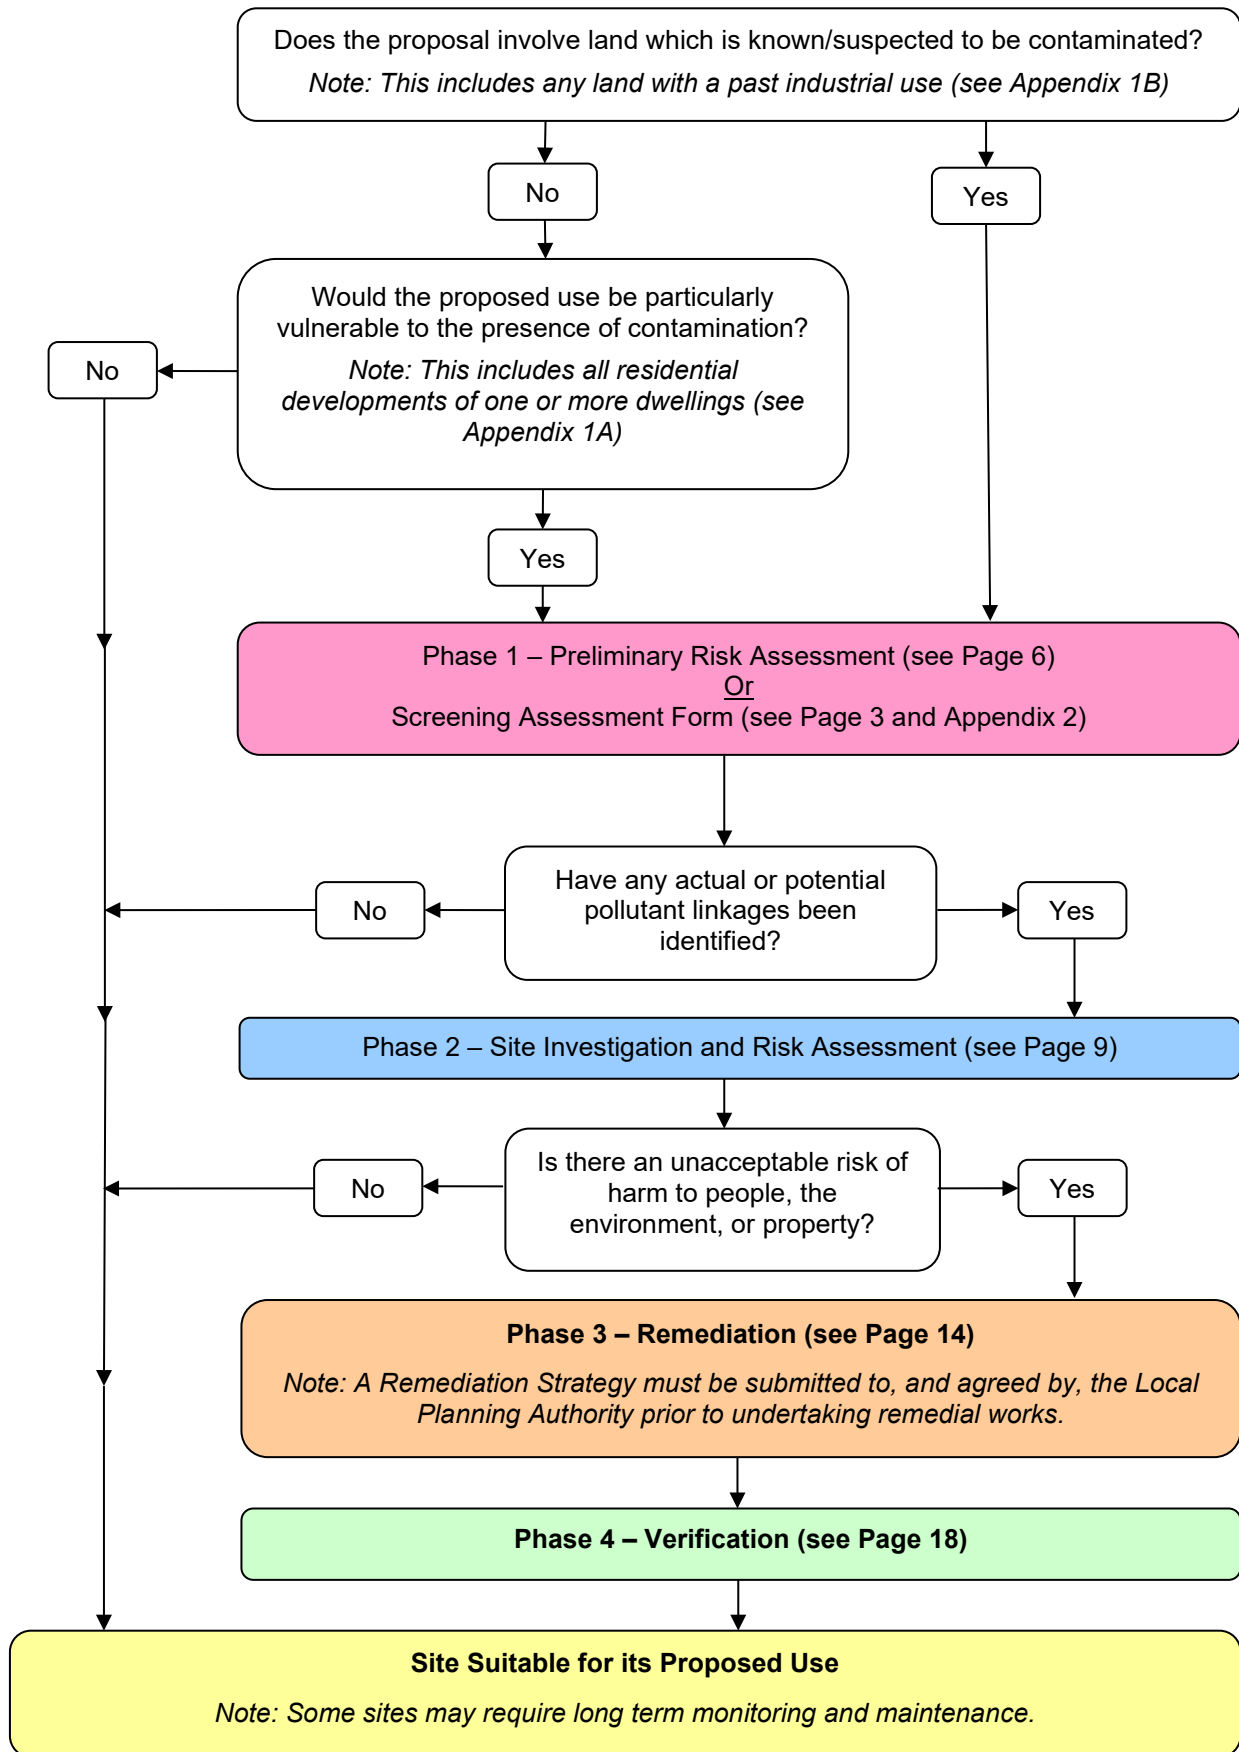 Does the proposal involve land which is known/suspected to be contaminated?
Note: This includes any land with a past industrial use (see Appendix 1B)
No
Yes
Would the proposed use be particularly
vulnerable to the presence of contamination?
Note: This includes all residential
developments of one or more dwellings (see
Appendix 1A)
No
Yes
Phase 1 – Preliminary Risk Assessment (see Page 6)
Or
Screening Assessment Form (see Page 3 and Appendix 2)
Have any actual or potential
pollutant linkages been
identified?
No
Yes
Phase 2 – Site Investigation and Risk Assessment (see Page 9)
Is there an unacceptable risk of
harm to people, the
environment, or property?
No
Yes
Phase 3 – Remediation (see Page 14)
Note: A Remediation Strategy must be submitted to, and agreed by, the Local
Planning Authority prior to undertaking remedial works.
Phase 4 – Verification (see Page 18)
Site Suitable for its Proposed Use
Note: Some sites may require long term monitoring and maintenance.